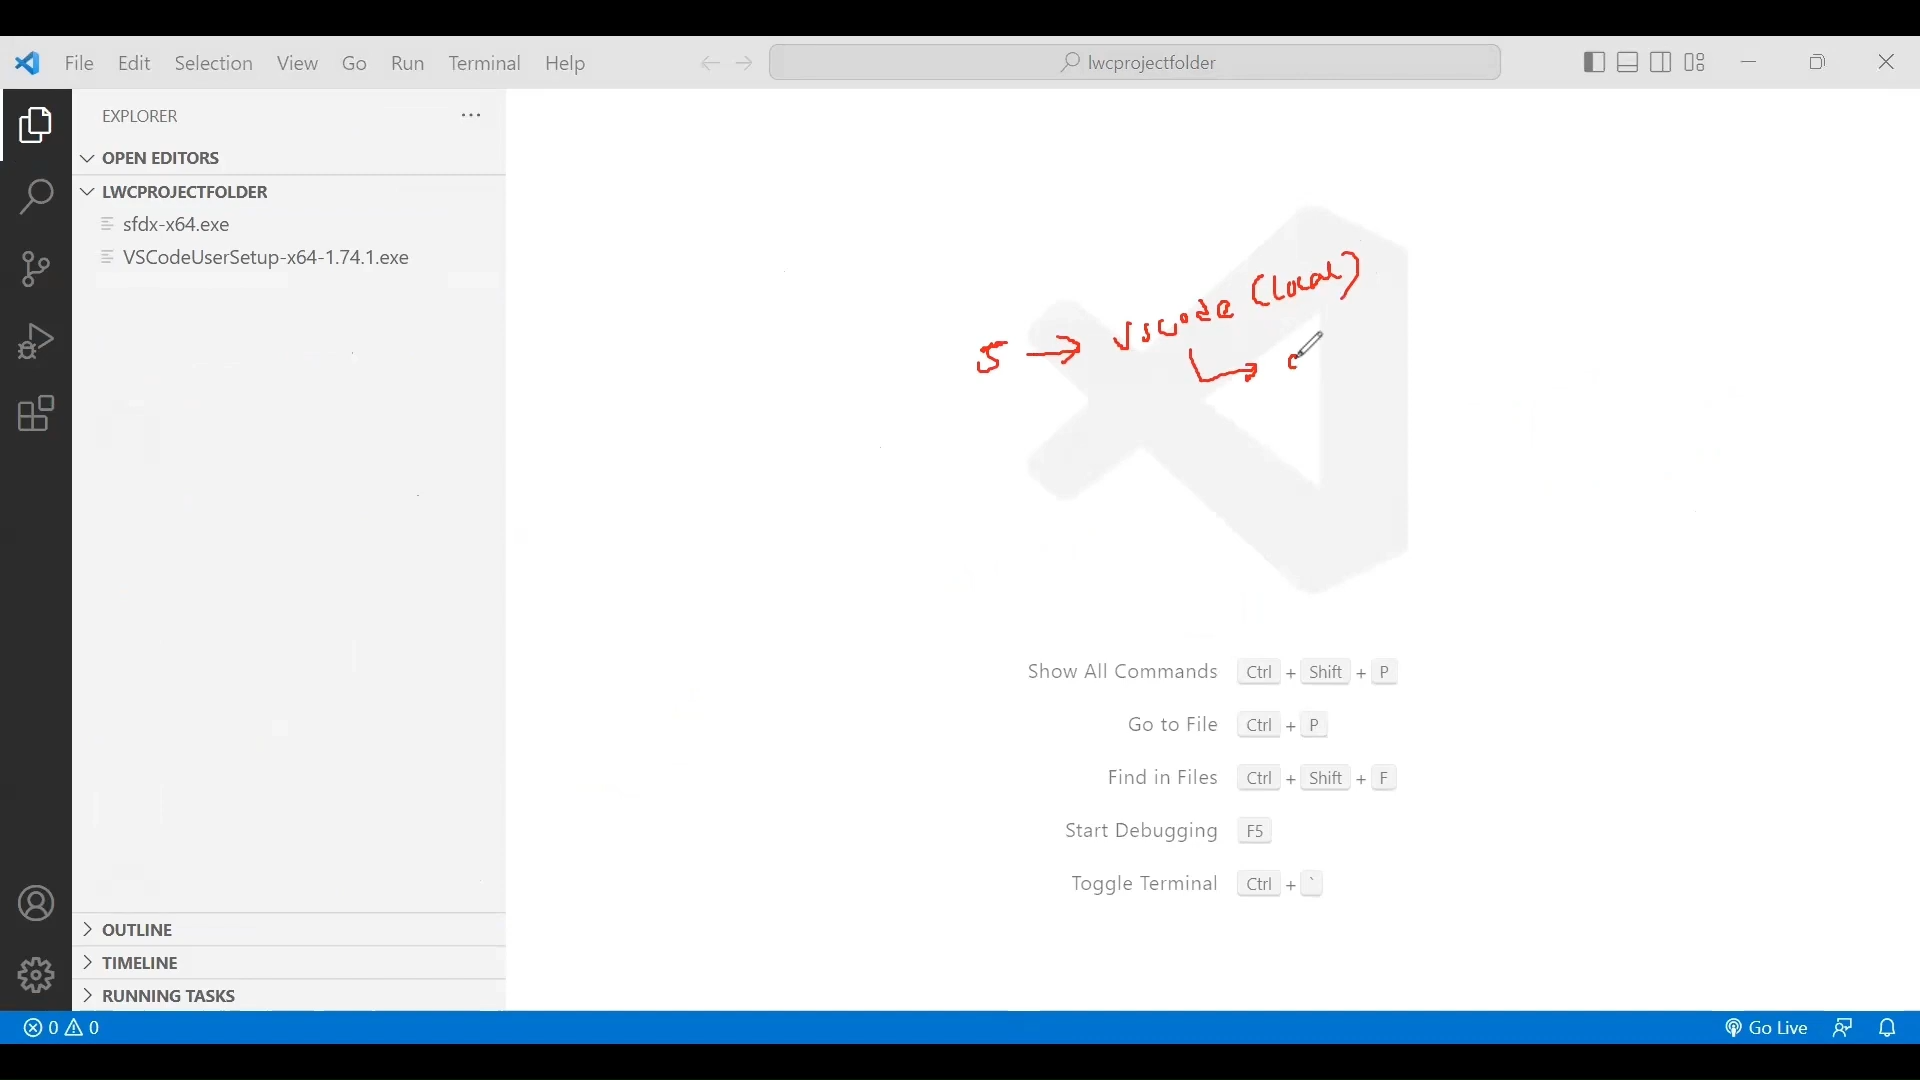 File Edit Selection View Go Run Terminal Help
lwcprojectfolder
EXPLORER
OPEN EDITORS
LWCPROJECTFOLDER
sfdx-x64.exe
VSCodeUserSetup-x64-1.74.1.exe
5 → VSCode (Local)
Show All Commands Ctrl + Shift + P
Go to File Ctrl + P
Find in Files Ctrl + Shift + F
Start Debugging F5
Toggle Terminal Ctrl + `
OUTLINE
TIMELINE
RUNNING TASKS
0 0
Go Live